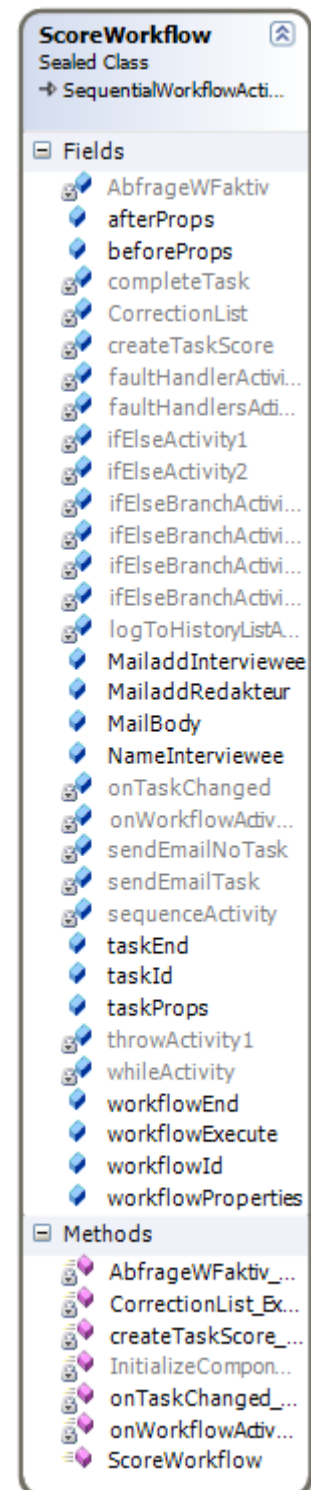 ScoreWorkflow
Sealed Class
SequentialWorkflowActi...
Fields
AbfrageWFaktiv
afterProps
beforeProps
completeTask
CorrectionList
createTaskScore
faultHandlerActivi...
faultHandlersActi...
ifElseActivity1
ifElseActivity2
ifElseBranchActivi...
ifElseBranchActivi...
ifElseBranchActivi...
ifElseBranchActivi...
logToHistoryListA...
MailaddInterviewee
MailaddRedakteur
MailBody
NameInterviewee
onTaskChanged
onWorkflowActiv...
sendEmailNoTask
sendEmailTask
sequenceActivity
taskEnd
taskId
taskProps
throwActivity1
whileActivity
workflowEnd
workflowExecute
workflowId
workflowProperties
Methods
AbfrageWFaktiv_...
CorrectionList_Ex...
createTaskScore_...
InitializeCompon...
onTaskChanged_...
onWorkflowActiv...
ScoreWorkflow